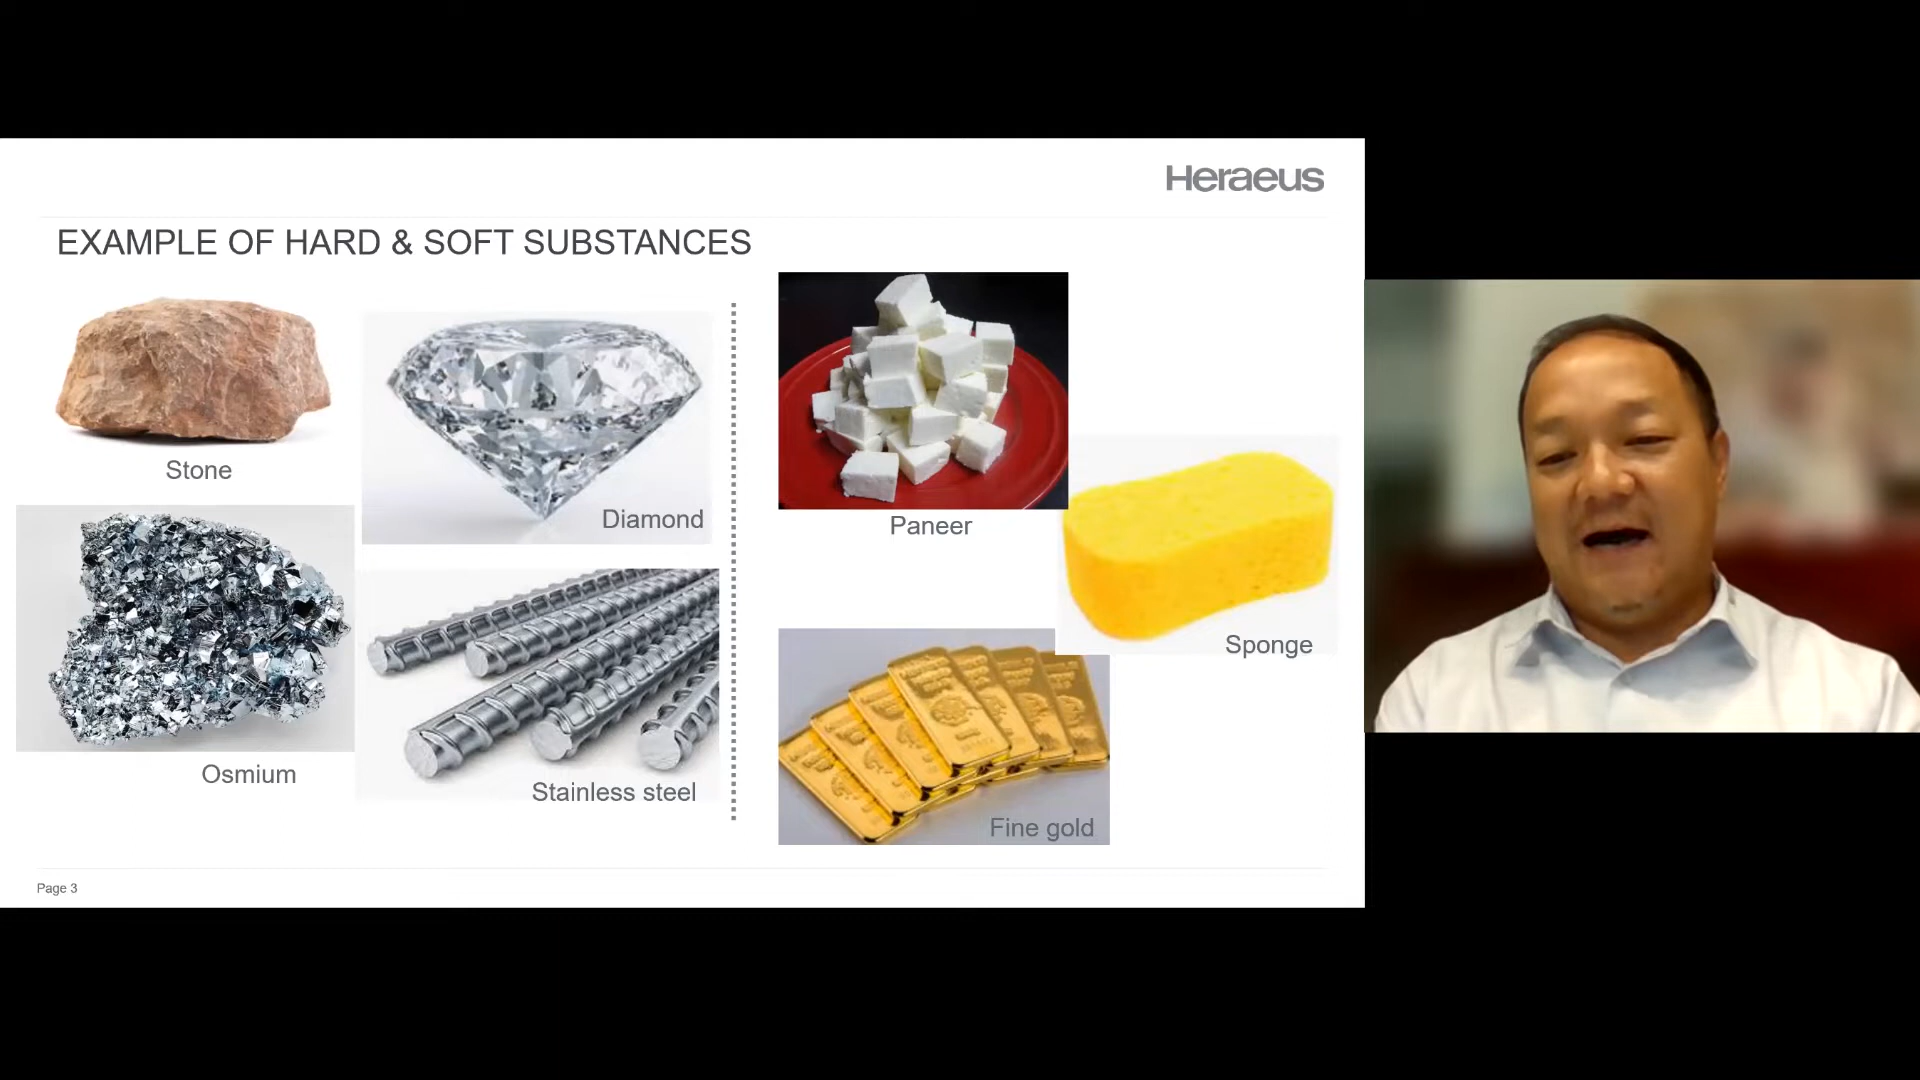 Heraeus
EXAMPLE OF HARD & SOFT SUBSTANCES
Stone
Diamond
Osmium
Stainless steel
Paneer
Sponge
Fine gold
Page 3